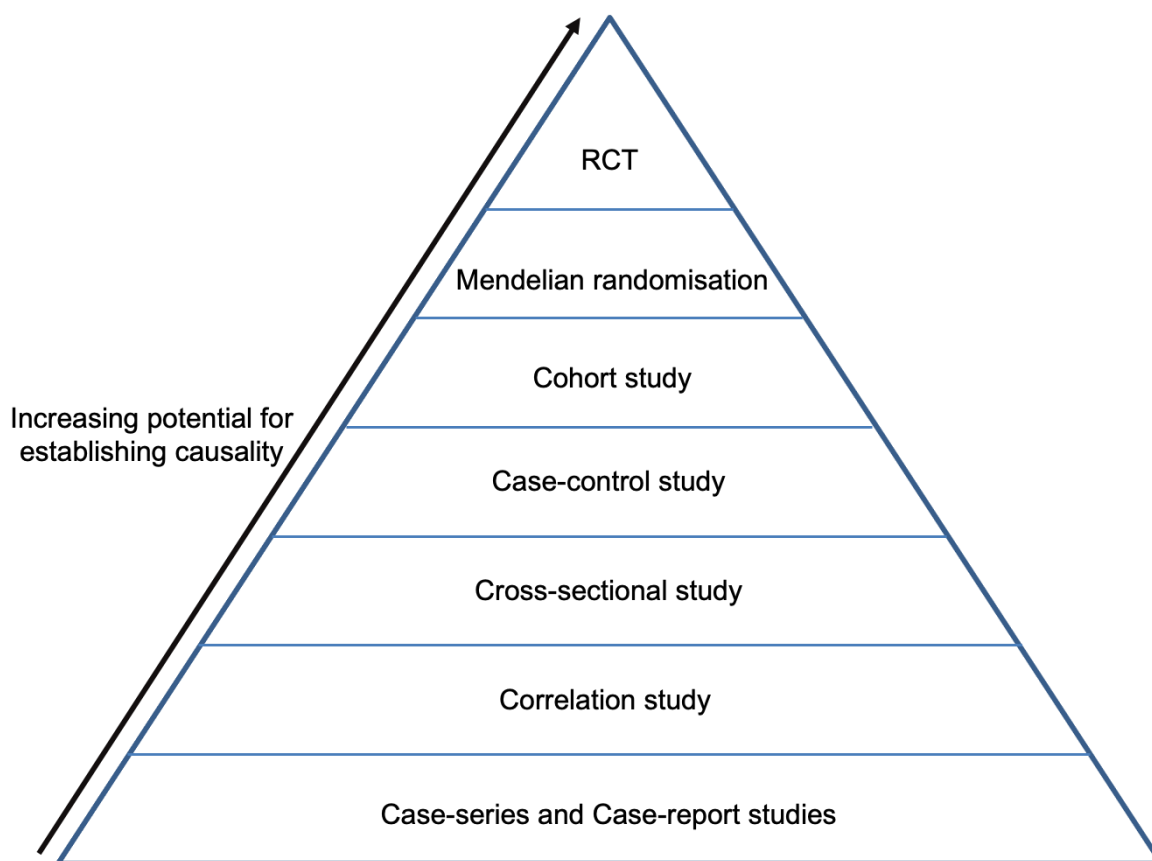 RCT
Mendelian randomisation
Cohort study
Increasing potential for
establishing causality
Case-control study
Cross-sectional study
Correlation study
Case-series and Case-report studies